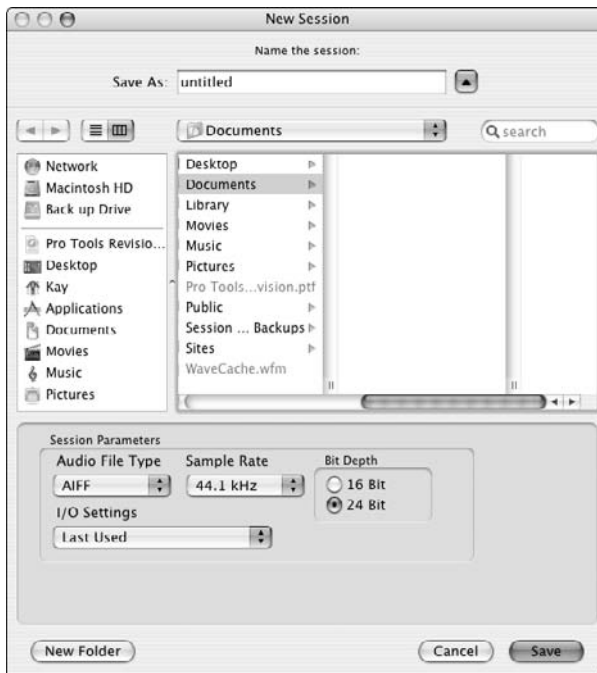 New Session
Name the session:
Save As: untitled
Documents
search
Network
Macintosh HD
Back up Drive
Pro Tools Revisio...
Desktop
Kay
Applications
Documents
Movies
Music
Pictures
Desktop
Documents
Library
Movies
Music
Pictures
Pro Tools...vision.ptf
Public
Session ... Backups
Sites
WaveCache.wfm
Session Parameters
Audio File Type Sample Rate Bit Depth
AIFF 44.1 kHz 16 Bit
24 Bit
I/O Settings
Last Used
New Folder Cancel Save